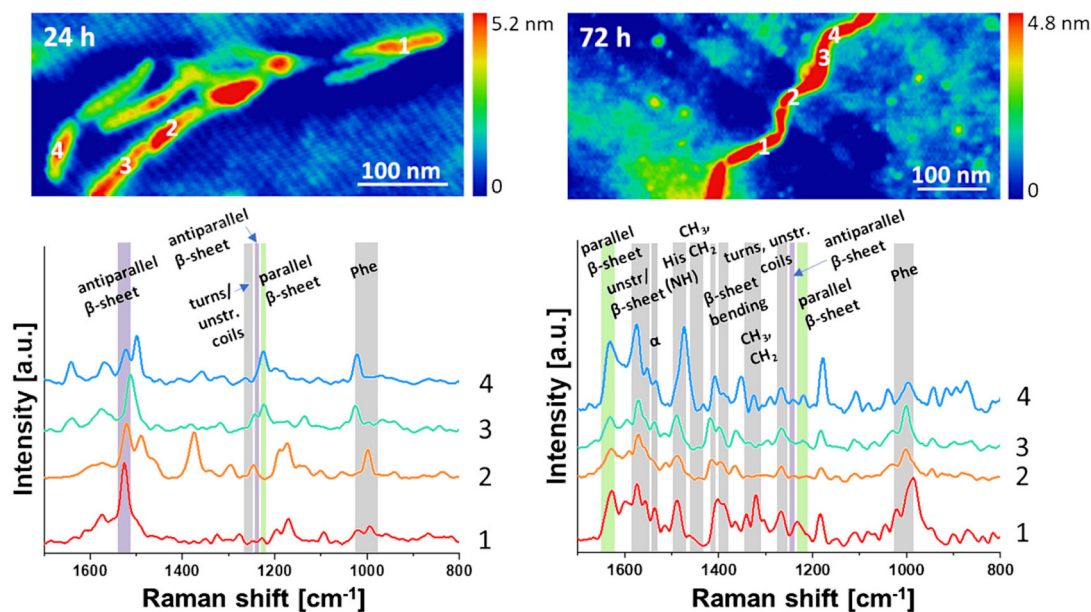 24 h
5.2 nm
1
2
3
4
100 nm
0
72 h
4.8 nm
4
3
2
1
100 nm
0
antiparallel
β-sheet
turns/
unstr.
coils
antiparallel
β-sheet
parallel
β-sheet
Phe
4
3
2
1
Intensity [a.u.]
1600
1400
1200
1000
800
Raman shift [cm-1]
parallel
β-sheet
unstr/
β-sheet
α
CH3,
His CH2
(NH)
β-sheet
bending
turns, unstr.
coils
CH3,
CH2
antiparallel
β-sheet
parallel
β-sheet
Phe
4
3
2
1
Intensity [a.u.]
1600
1400
1200
1000
800
Raman shift [cm-1]